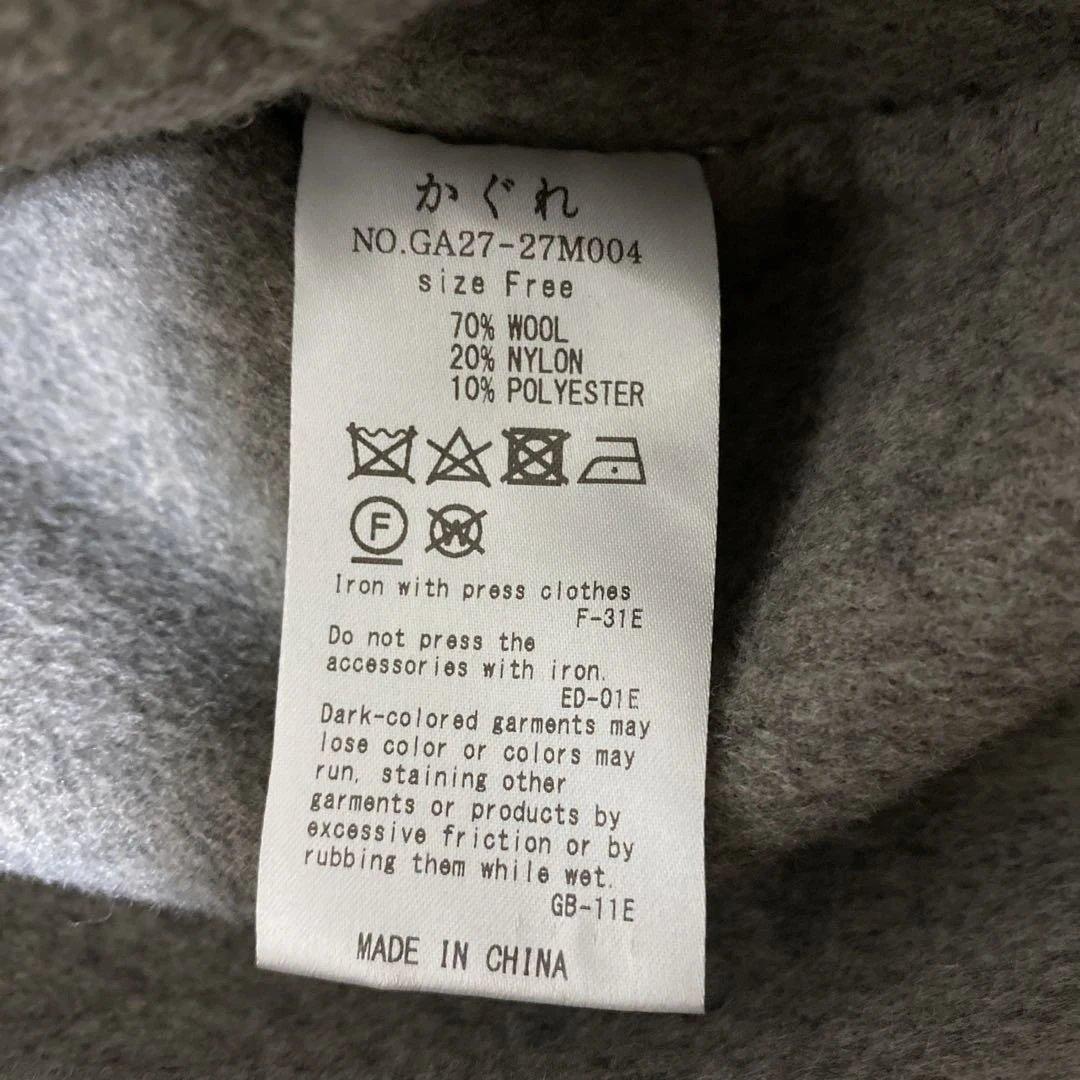 かぐれ
NO.GA27-27M004
size Free
70% WOOL
20% NYLON
10% POLYESTER
F
W
Iron with press clothes
F-31E
Do not press the
accessories with iron.
ED-01E
Dark-colored garments may
lose color or colors may
run, staining other
garments or products by
excessive friction or by
rubbing them while wet.
GB-11E
MADE IN CHINA